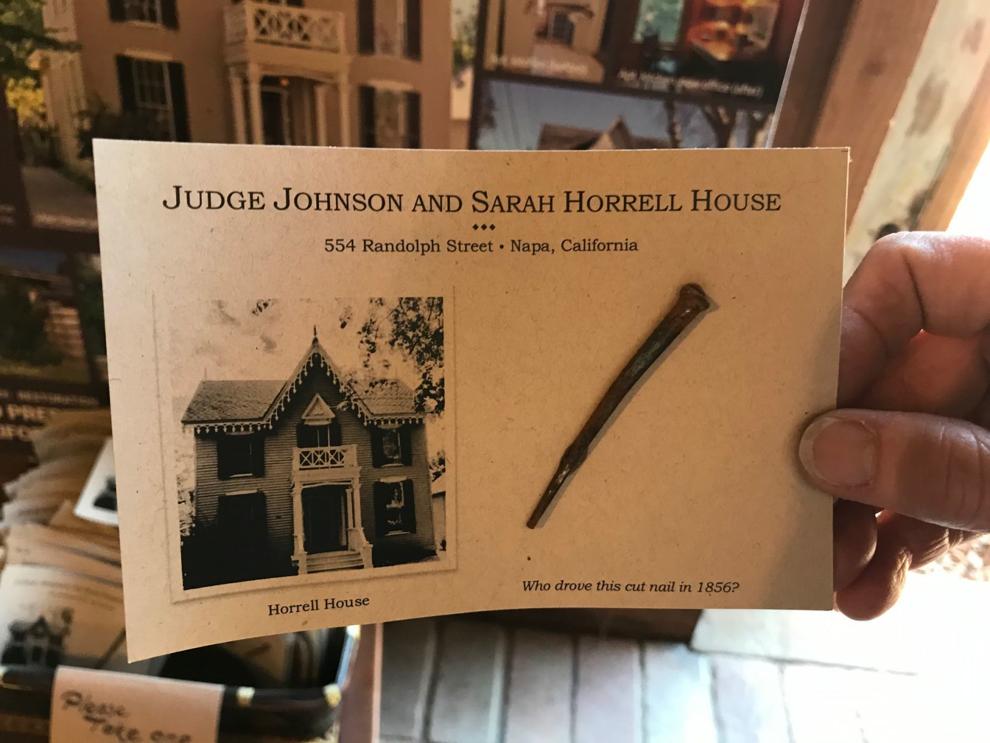 JUDGE JOHNSON AND SARAH HORRELL HOUSE
554 Randolph Street • Napa, California
Horrell House
Who drove this cut nail in 1856?
Please
Take one